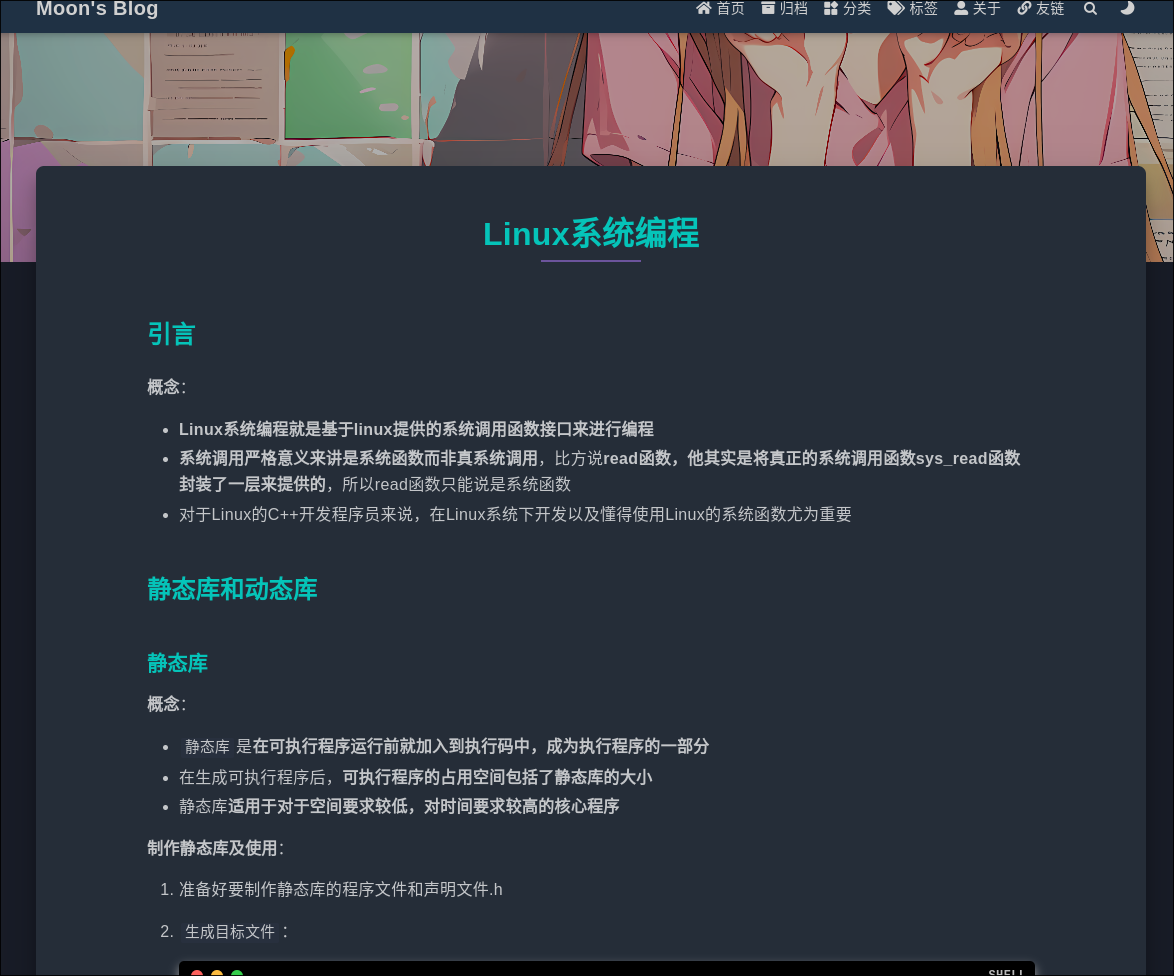 Moon's Blog 首页 归档 分类 标签 关于 友链
Linux系统编程
引言
概念：
Linux系统编程就是基于linux提供的系统调用函数接口来进行编程
系统调用严格意义来讲是系统函数而非真系统调用，比方说read函数，他其实是将真正的系统调用函数sys_read函数
封装了一层来提供的，所以read函数只能说是系统函数
对于Linux的C++开发程序员来说，在Linux系统下开发以及懂得使用Linux的系统函数尤为重要
静态库和动态库
静态库
概念：
静态库 是在可执行程序运行前就加入到执行码中，成为执行程序的一部分
在生成可执行程序后，可执行程序的占用空间包括了静态库的大小
静态库适用于对于空间要求较低，对时间要求较高的核心程序
制作静态库及使用：
1. 准备好要制作静态库的程序文件和声明文件.h
2. 生成目标文件 ：
SHELL